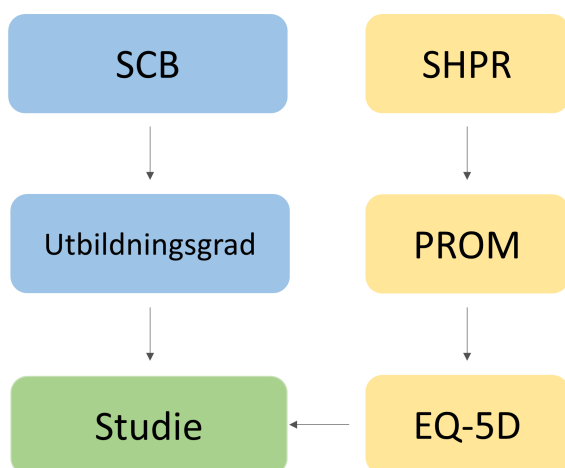 SCB
SHPR
Utbildningsgrad
PROM
Studie
EQ-5D